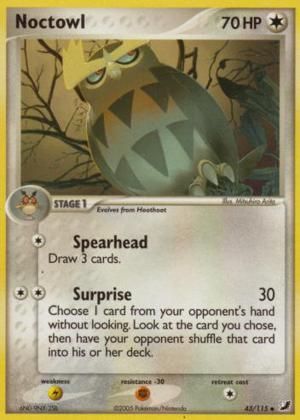 Noctowl 70 HP
Illus. Mitsuhiro Arita
STAGE 1
Evolves from Hoothoot
Spearhead
Draw 3 cards.
Surprise 30
Choose 1 card from your opponent's hand
without looking. Look at the card you chose,
then have your opponent shuffle that card
into his or her deck.
weakness resistance -30 retreat cost
©2005 Pokémon/Nintendo 43/115